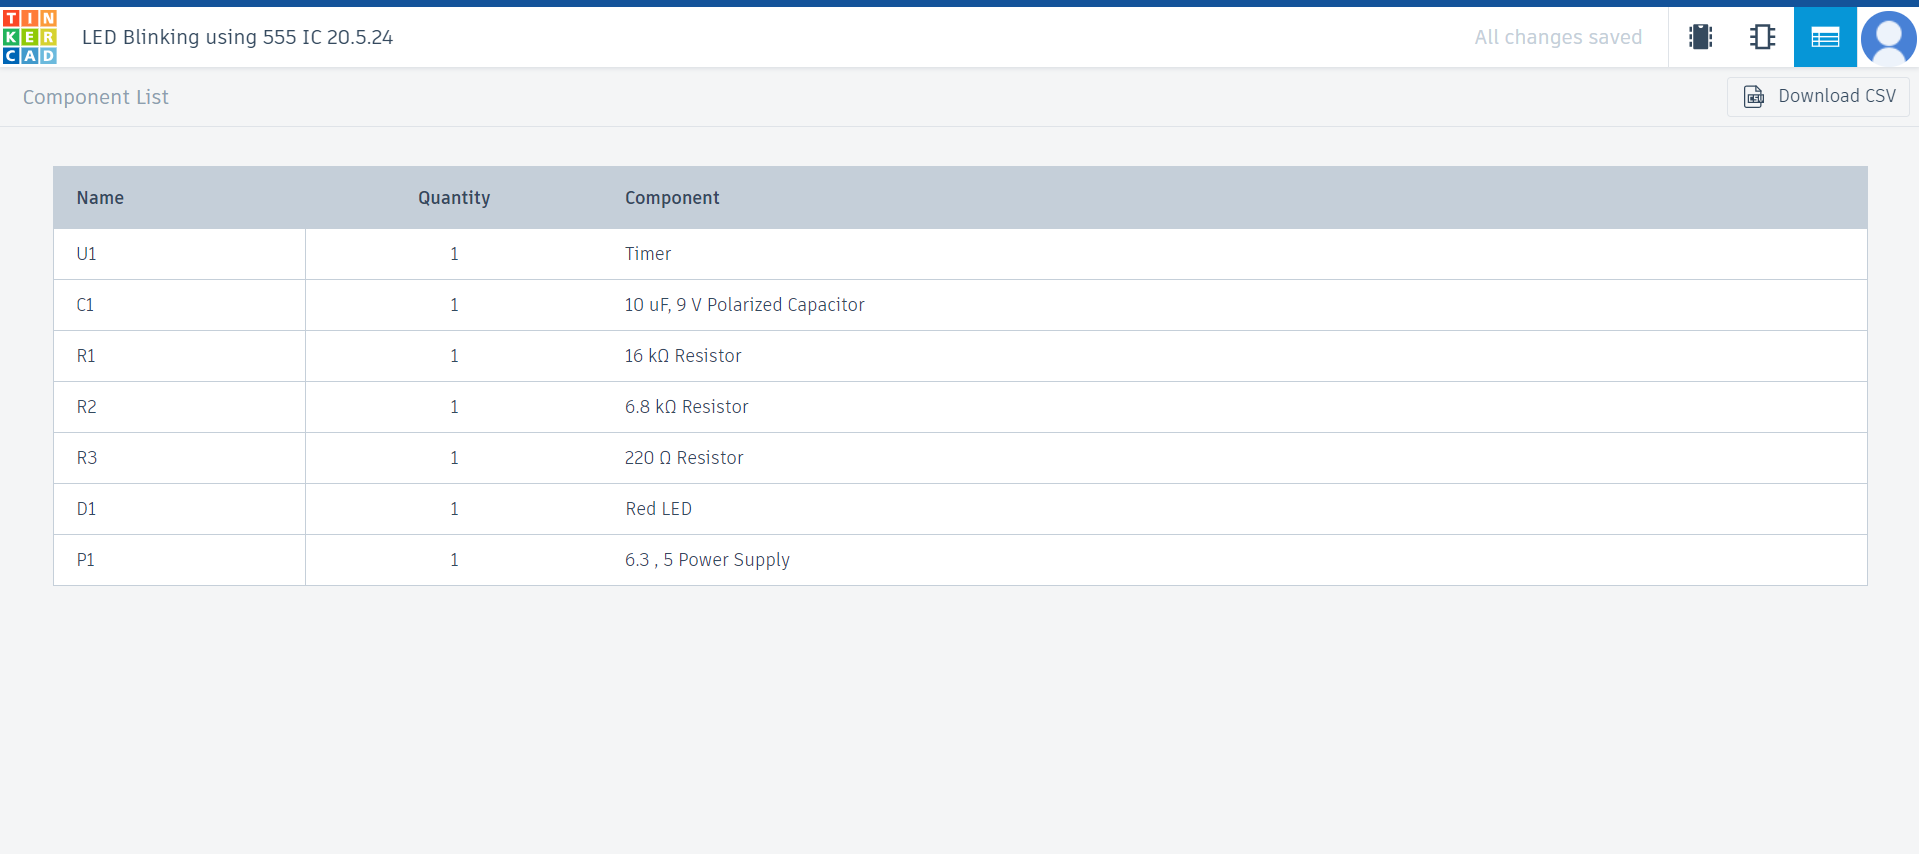 TIN
KER
CAD
LED Blinking using 555 IC 20.5.24
All changes saved
Component List
CSV
Download CSV
Name Quantity Component
U1 1 Timer
C1 1 10 uF, 9 V Polarized Capacitor
R1 1 16 kΩ Resistor
R2 1 6.8 kΩ Resistor
R3 1 220 Ω Resistor
D1 1 Red LED
P1 1 6.3 , 5 Power Supply